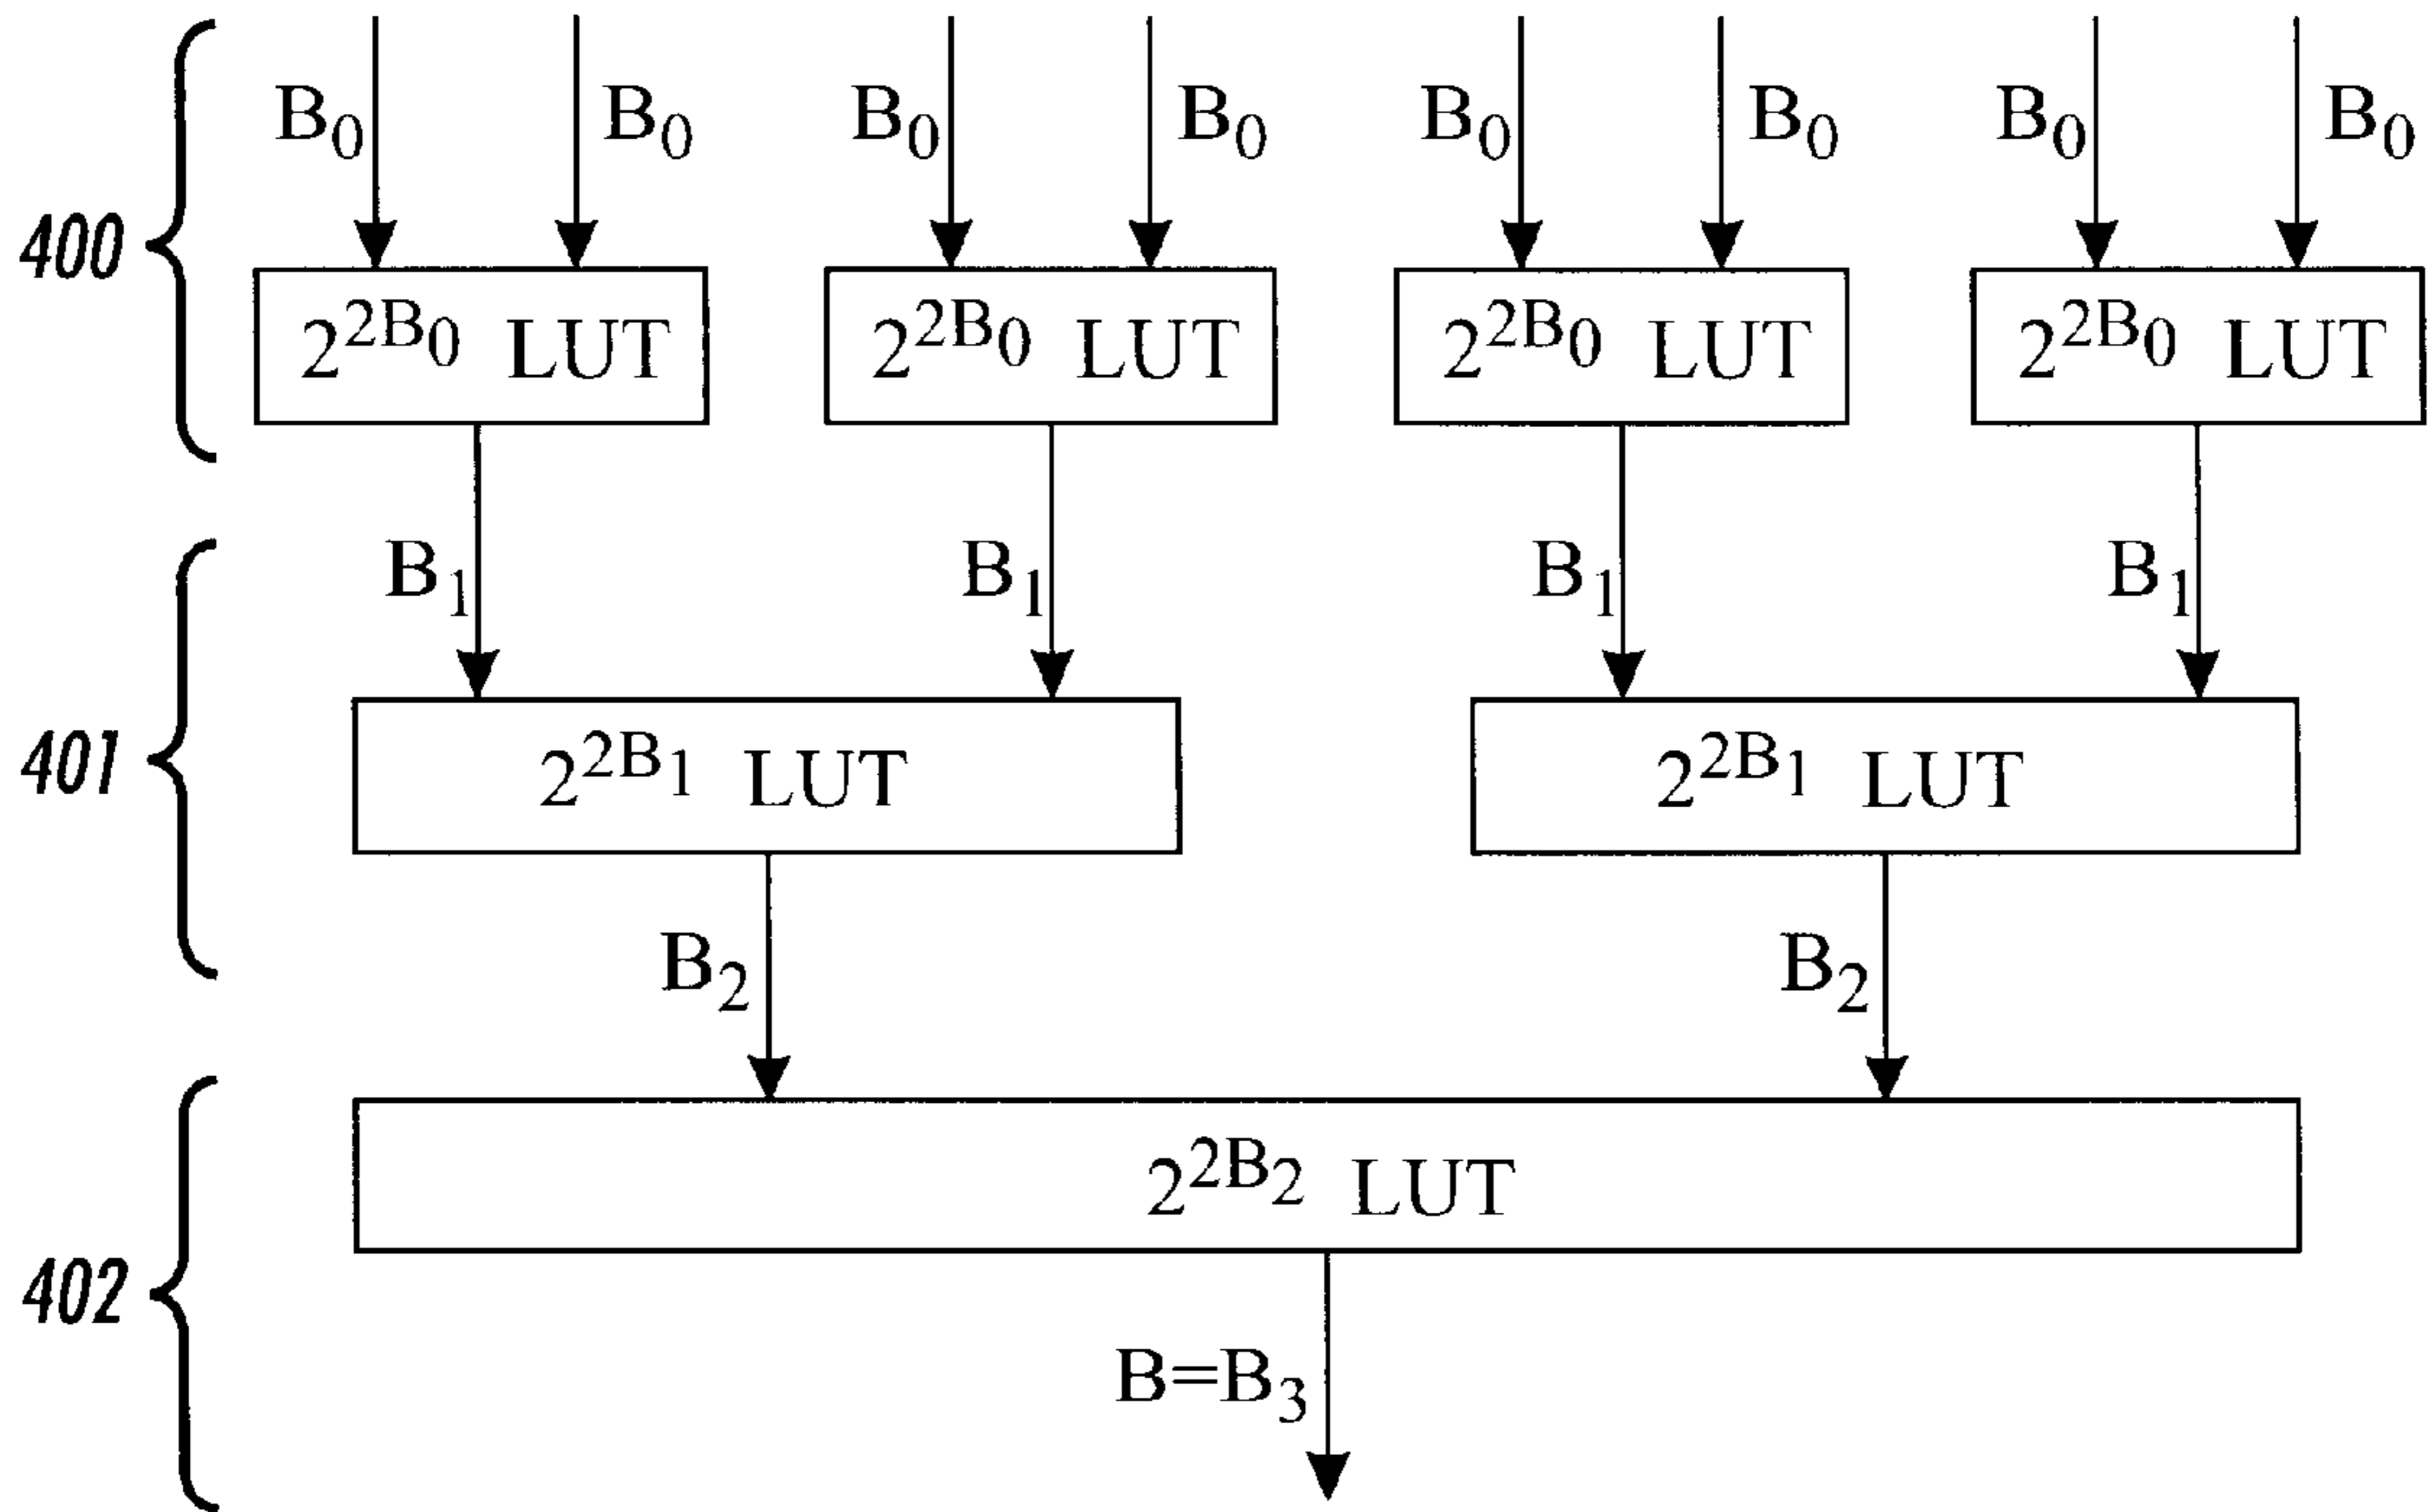 B₀ B₀ B₀ B₀ B₀ B₀ B₀ B₀
400
2^{2B₀} LUT 2^{2B₀} LUT 2^{2B₀} LUT 2^{2B₀} LUT
B₁ B₁ B₁ B₁
401
2^{2B₁} LUT 2^{2B₁} LUT
B₂ B₂
2^{2B₂} LUT
402
B=B₃